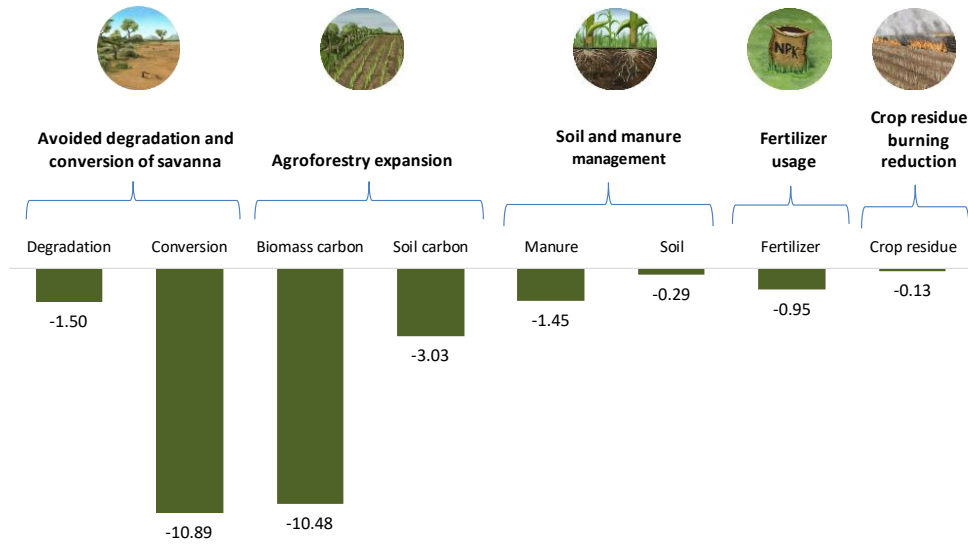 NPK
Avoided degradation and
conversion of savanna
Agroforestry expansion
Soil and manure
management
Fertilizer
usage
Crop residue
burning
reduction
Degradation
Conversion
Biomass carbon
Soil carbon
Manure
Soil
Fertilizer
Crop residue
-1.50
-10.89
-10.48
-3.03
-1.45
-0.29
-0.95
-0.13